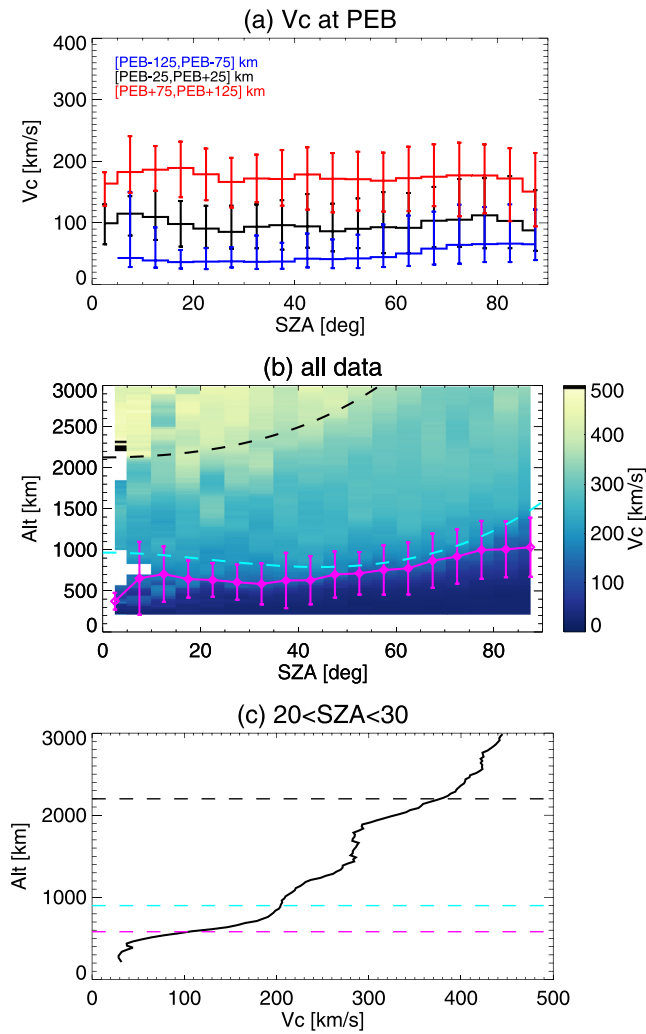 (a) Vc at PEB
[PEB-125,PEB-75] km
[PEB-25,PEB+25] km
[PEB+75,PEB+125] km
400
300
200
100
0
Vc [km/s]
0 20 40 60 80
SZA [deg]
(b) all data
3000
2500
2000
1500
1000
500
0
Alt [km]
0 20 40 60 80
SZA [deg]
500
400
300
200
100
0
Vc [km/s]
(c) 20<SZA<30
3000
2000
1000
0
Alt [km]
0 100 200 300 400 500
Vc [km/s]